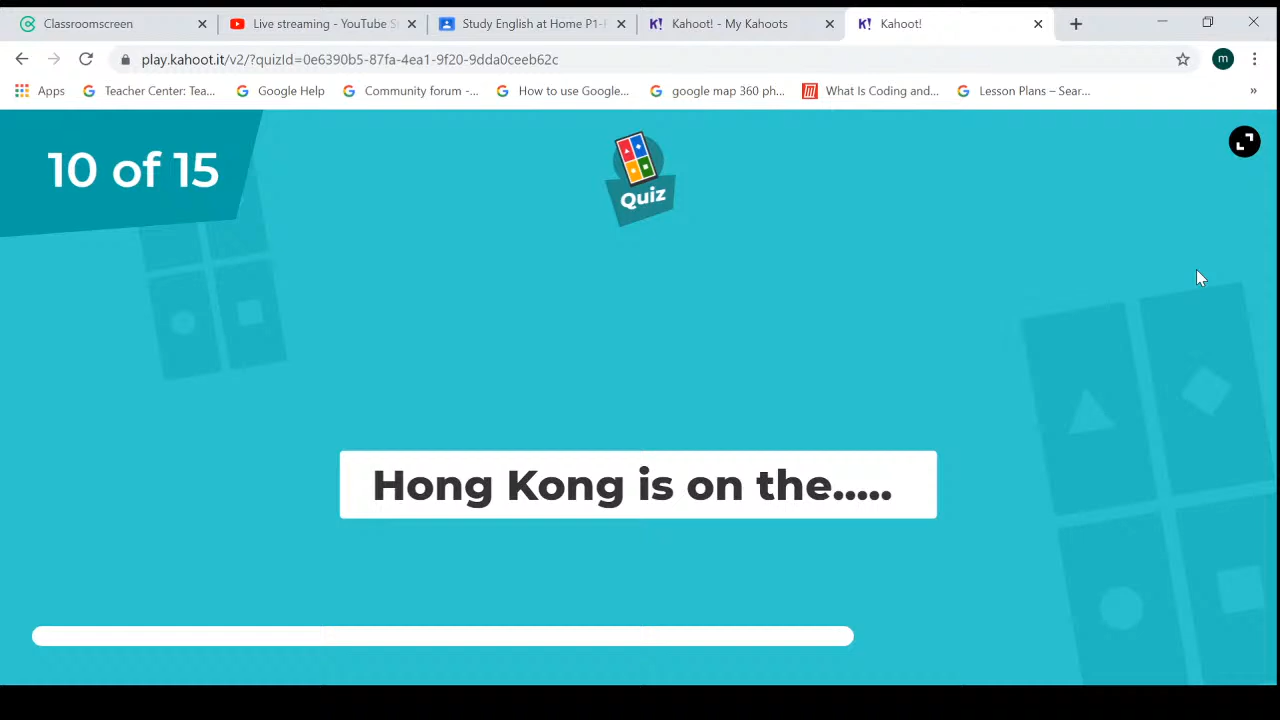 Classroomscreen
Live streaming - YouTube S
Study English at Home P1-P
Kahoot! - My Kahoots
Kahoot!
play.kahoot.it/v2/?quizId=0e6390b5-87fa-4ea1-9f20-9dda0ceeb62c
m
Apps
Teacher Center: Tea...
Google Help
Community forum -...
How to use Google...
google map 360 ph...
What Is Coding and...
Lesson Plans – Sear...
»
10 of 15
Quiz
Hong Kong is on the.....